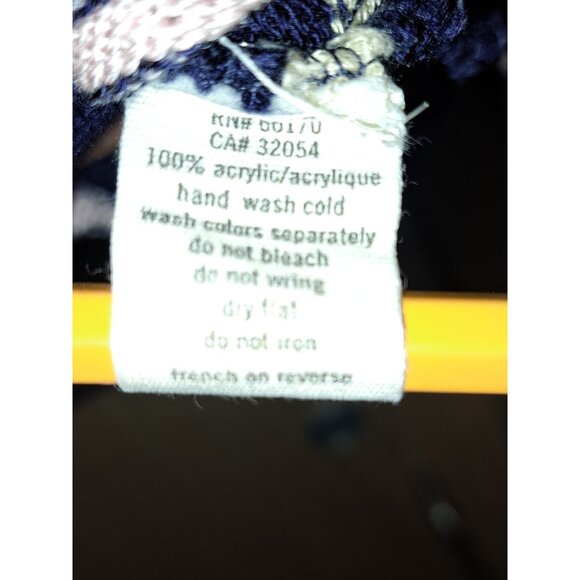 RN# 66170
CA# 32054
100% acrylic/acrylique
hand wash cold
wash colors separately
do not bleach
do not wring
dry flat
do not iron
french on reverse